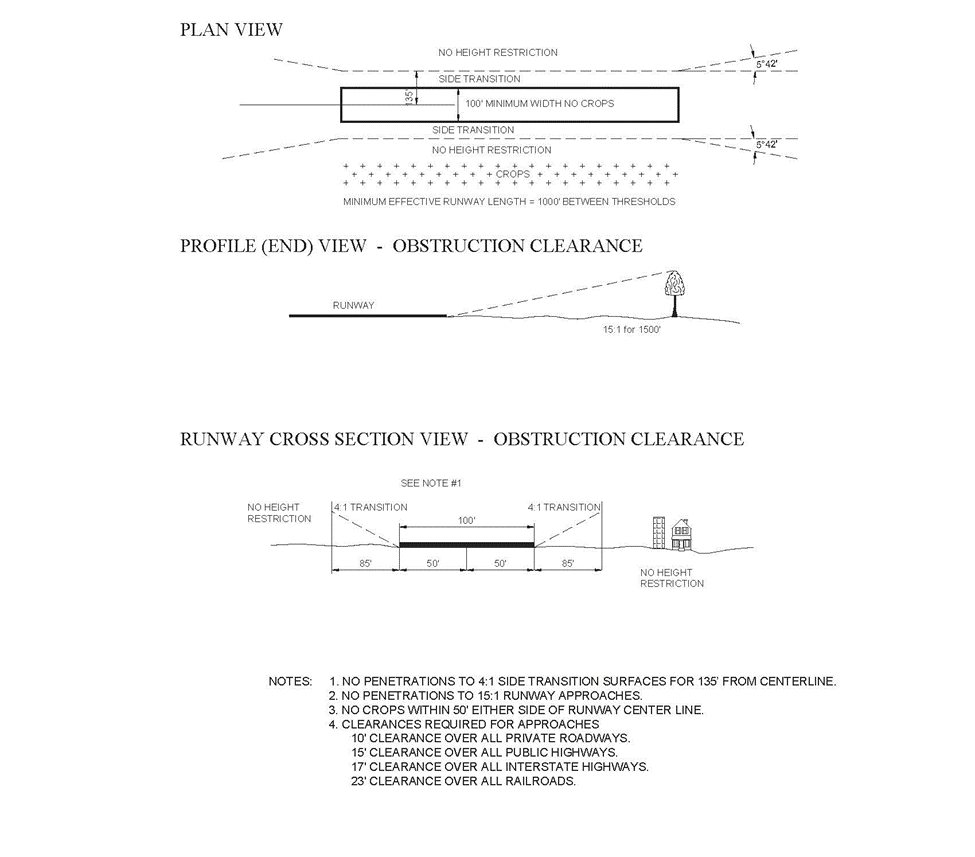 PLAN VIEW
NO HEIGHT RESTRICTION
5°42'
SIDE TRANSITION
135'
100' MINIMUM WIDTH NO CROPS
SIDE TRANSITION
NO HEIGHT RESTRICTION
5°42'
CROPS
MINIMUM EFFECTIVE RUNWAY LENGTH = 1000' BETWEEN THRESHOLDS
PROFILE (END) VIEW - OBSTRUCTION CLEARANCE
RUNWAY
15:1 for 1500'
RUNWAY CROSS SECTION VIEW - OBSTRUCTION CLEARANCE
SEE NOTE #1
NO HEIGHT
RESTRICTION
4:1 TRANSITION
4:1 TRANSITION
100'
85'
50'
50'
85'
NO HEIGHT
RESTRICTION
NOTES: 1. NO PENETRATIONS TO 4:1 SIDE TRANSITION SURFACES FOR 135' FROM CENTERLINE.
2. NO PENETRATIONS TO 15:1 RUNWAY APPROACHES.
3. NO CROPS WITHIN 50' EITHER SIDE OF RUNWAY CENTER LINE.
4. CLEARANCES REQUIRED FOR APPROACHES
10' CLEARANCE OVER ALL PRIVATE ROADWAYS.
15' CLEARANCE OVER ALL PUBLIC HIGHWAYS.
17' CLEARANCE OVER ALL INTERSTATE HIGHWAYS.
23' CLEARANCE OVER ALL RAILROADS.